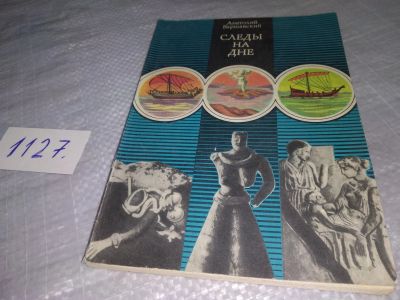 Анатолий
Варшавский
СЛЕДЫ
НА
ДНЕ
1127.